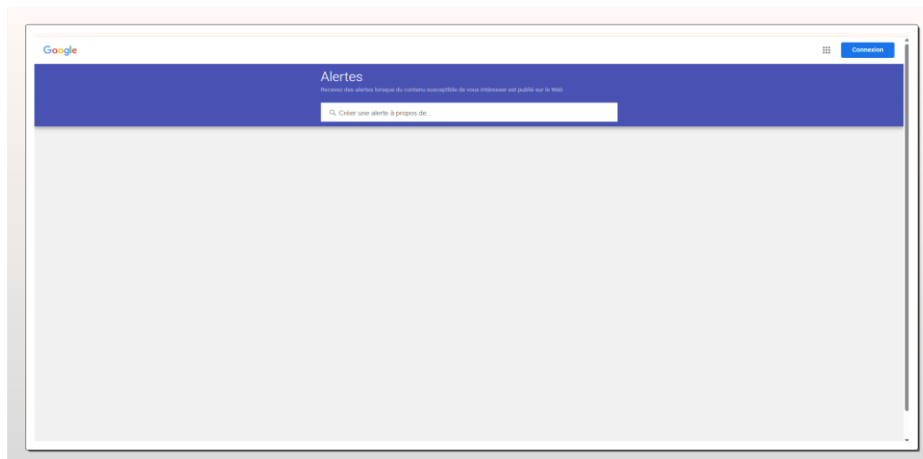 Google
Connexion
Alertes
Recevez des alertes lorsque du contenu susceptible de vous intéresser est publié sur le Web
Créer une alerte à propos de...